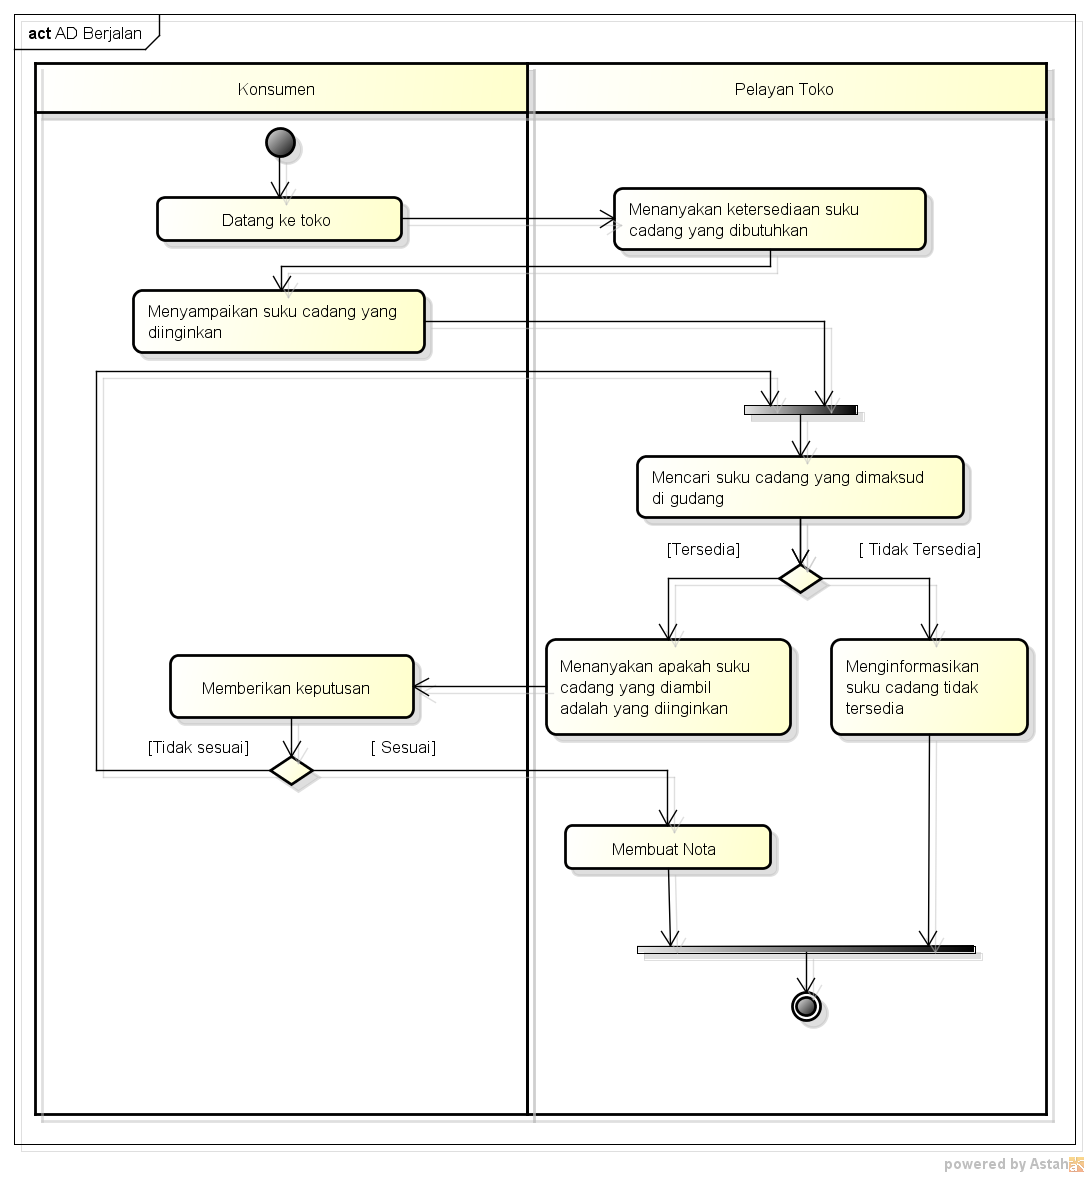 act AD Berjalan
Konsumen
Pelayan Toko
Datang ke toko
Menanyakan ketersediaan suku
cadang yang dibutuhkan
Menyampaikan suku cadang yang
diinginkan
Mencari suku cadang yang dimaksud
di gudang
[Tersedia]
[ Tidak Tersedia]
Menanyakan apakah suku
cadang yang diambil
adalah yang diinginkan
Menginformasikan
suku cadang tidak
tersedia
Memberikan keputusan
[Tidak sesuai]
[ Sesuai]
Membuat Nota
powered by Astah